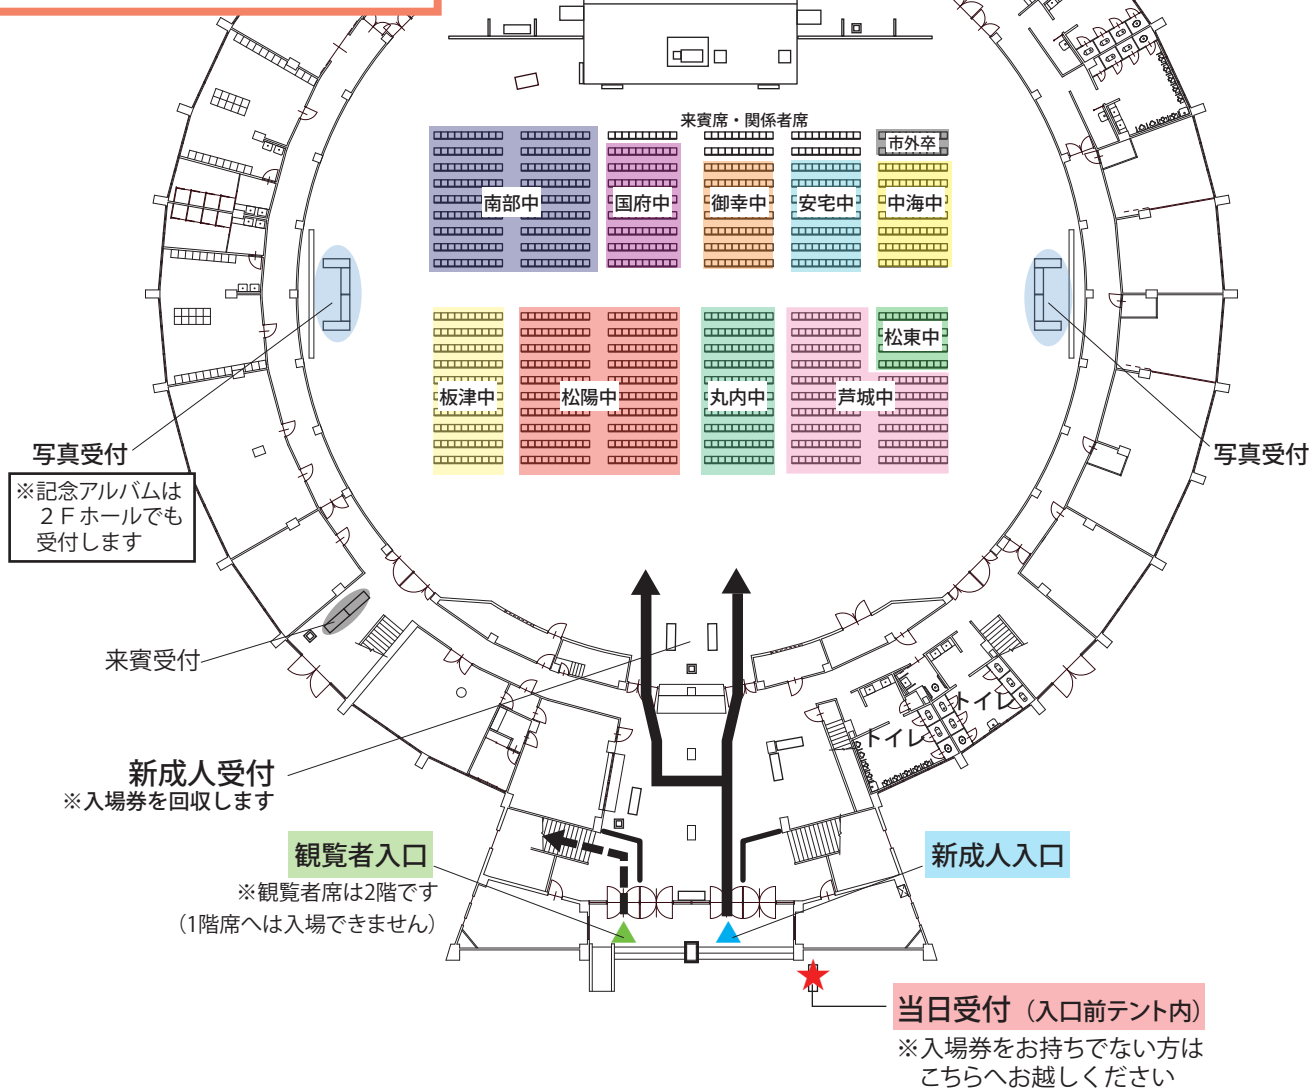 来賓席・関係者席
市外卒
南部中
国府中
御幸中
安宅中
中海中
松東中
板津中
松陽中
丸内中
芦城中
写真受付
※記念アルバムは
２Ｆホールでも
受付します
写真受付
来賓受付
トイレ
トイレ
新成人受付
※入場券を回収します
観覧者入口
※観覧者席は2階です
（1階席へは入場できません）
新成人入口
当日受付（入口前テント内）
※入場券をお持ちでない方は
こちらへお越しください